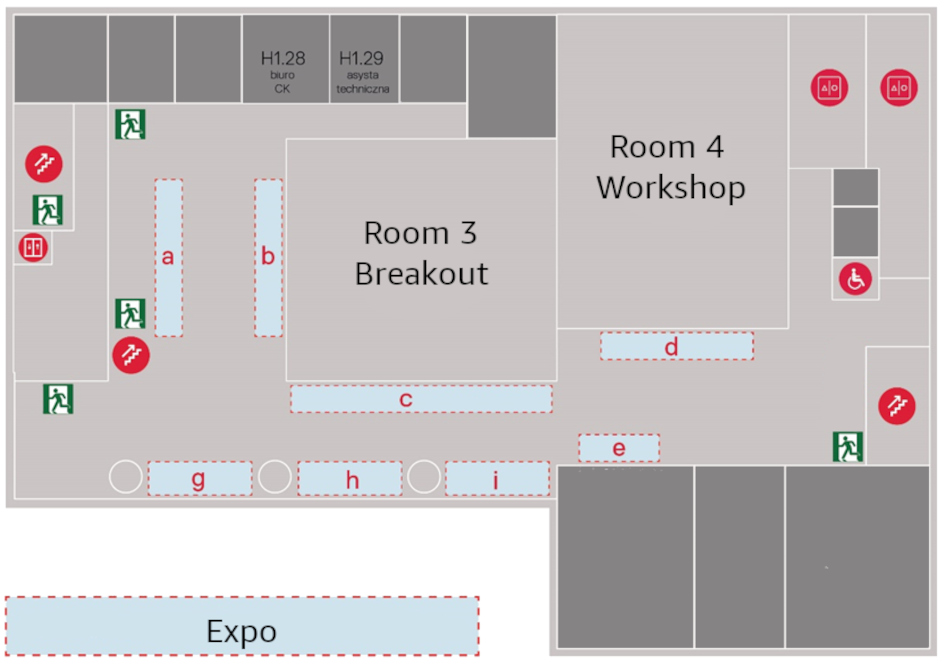 H1.28
biuro
CK
H1.29
asysta
techniczna
Room 4
Workshop
Room 3
Breakout
a
b
c
d
e
g
h
i
Expo